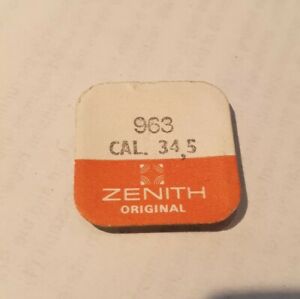 963
CAL. 34,5
ZENITH
ORIGINAL